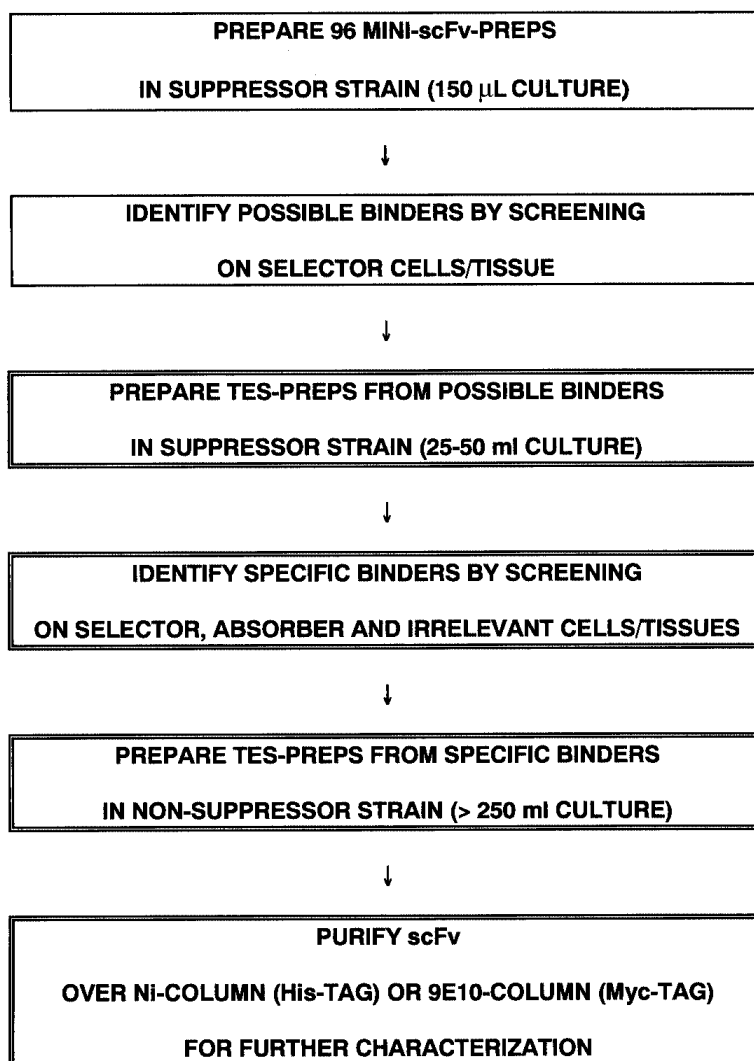 PREPARE 96 MINI-scFv-PREPS
IN SUPPRESSOR STRAIN (150 µL CULTURE)
↓
IDENTIFY POSSIBLE BINDERS BY SCREENING
ON SELECTOR CELLS/TISSUE
↓
PREPARE TES-PREPS FROM POSSIBLE BINDERS
IN SUPPRESSOR STRAIN (25-50 ml CULTURE)
↓
IDENTIFY SPECIFIC BINDERS BY SCREENING
ON SELECTOR, ABSORBER AND IRRELEVANT CELLS/TISSUES
↓
PREPARE TES-PREPS FROM SPECIFIC BINDERS
IN NON-SUPPRESSOR STRAIN (> 250 ml CULTURE)
↓
PURIFY scFv
OVER Ni-COLUMN (His-TAG) OR 9E10-COLUMN (Myc-TAG)
FOR FURTHER CHARACTERIZATION